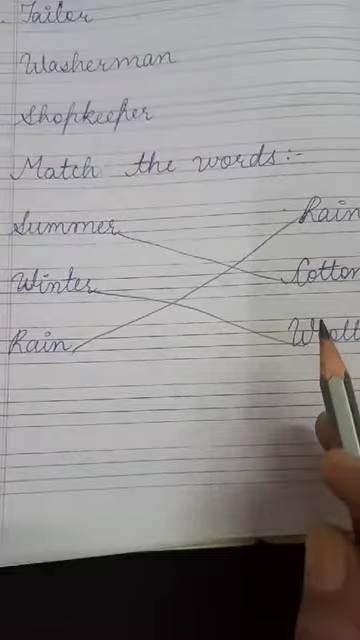 Tailor
Washerman
Shopkeeper
Match the words:-
Summer Rain
Winter Cotton
Rain